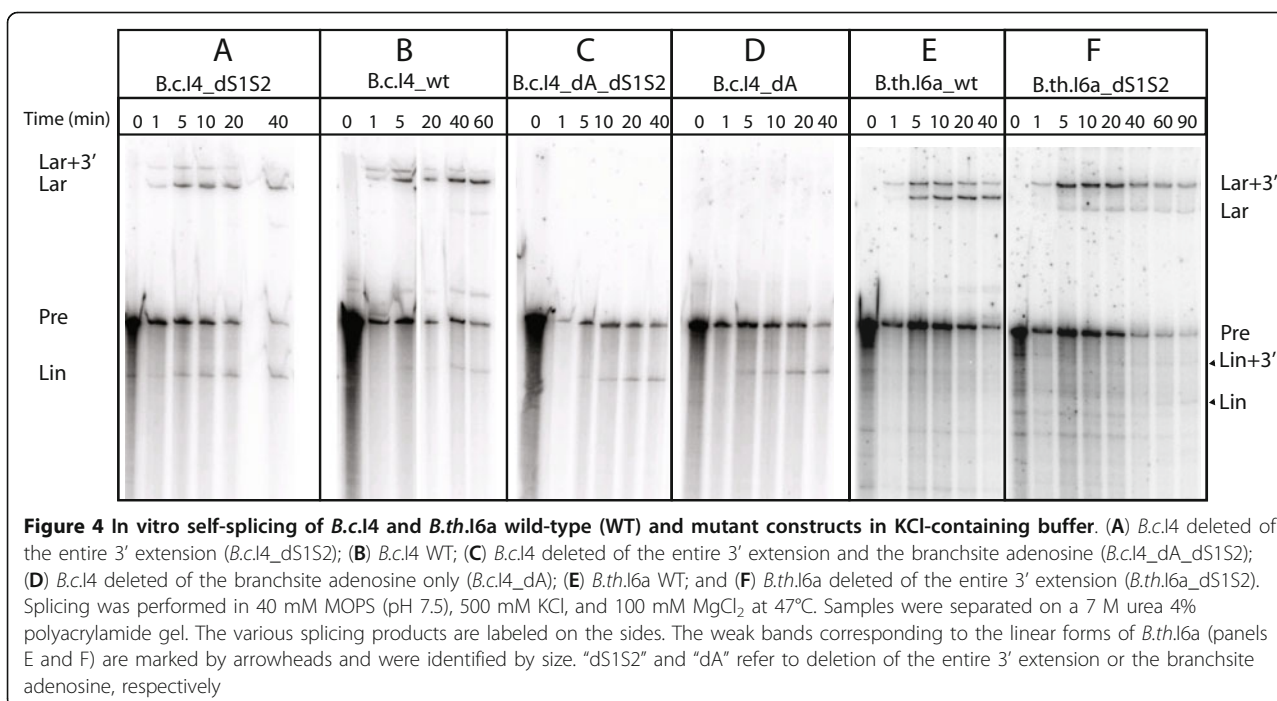 A B C D E F
B.c.I4_dS1S2 B.c.I4_wt B.c.I4_dA_dS1S2 B.c.I4_dA B.th.I6a_wt B.th.I6a_dS1S2
Time (min) 0 1 5 10 20 40 0 1 5 20 40 60 0 1 5 10 20 40 0 1 5 10 20 40 0 1 5 10 20 40 0 1 5 10 20 40 60 90
Lar+3'
Lar
Pre
Lin
Lar+3'
Lar
Pre
Lin+3'
Lin
Figure 4 In vitro self-splicing of B.c.I4 and B.th.I6a wild-type (WT) and mutant constructs in KCl-containing buffer. (A) B.c.I4 deleted of
the entire 3' extension (B.c.I4_dS1S2); (B) B.c.I4 WT; (C) B.c.I4 deleted of the entire 3' extension and the branchsite adenosine (B.c.I4_dA_dS1S2);
(D) B.c.I4 deleted of the branchsite adenosine only (B.c.I4_dA); (E) B.th.I6a WT; and (F) B.th.I6a deleted of the entire 3' extension (B.th.I6a_dS1S2).
Splicing was performed in 40 mM MOPS (pH 7.5), 500 mM KCl, and 100 mM MgCl₂ at 47°C. Samples were separated on a 7 M urea 4%
polyacrylamide gel. The various splicing products are labeled on the sides. The weak bands corresponding to the linear forms of B.th.I6a (panels
E and F) are marked by arrowheads and were identified by size. "dS1S2" and "dA" refer to deletion of the entire 3' extension or the branchsite
adenosine, respectively